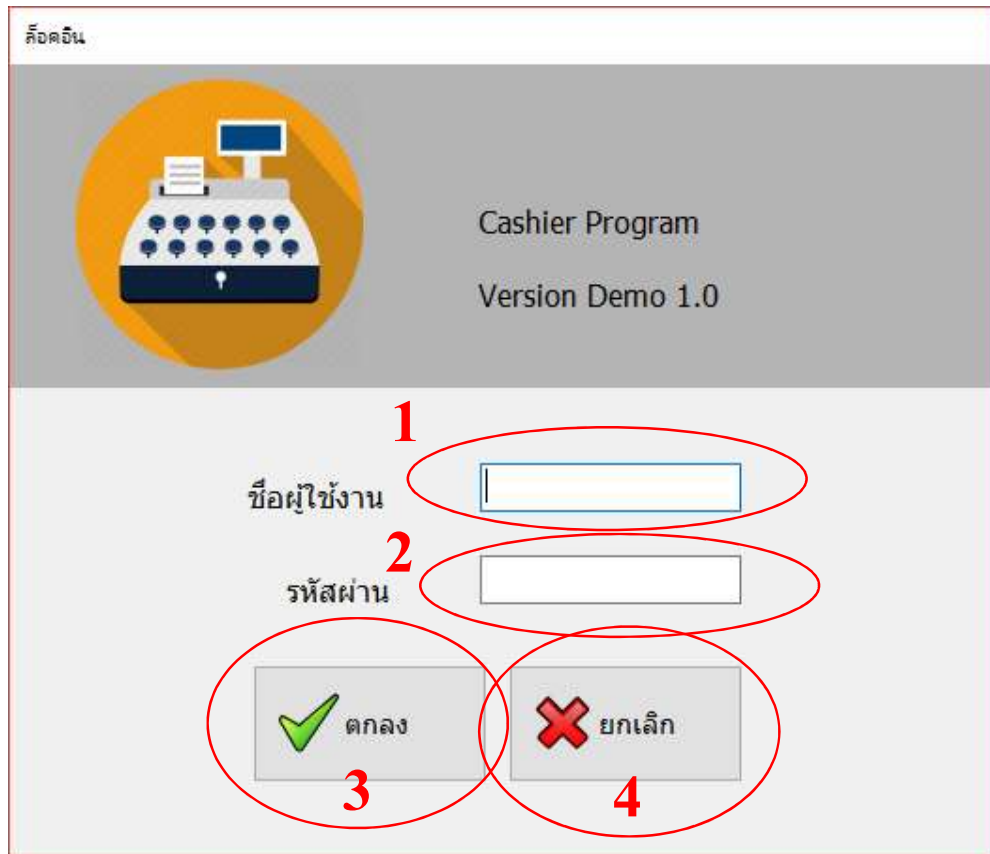 ล็อคอิน
Cashier Program
Version Demo 1.0
1
ชื่อผู้ใช้งาน
2
รหัสผ่าน
ตกลง
ยกเลิก
3
4